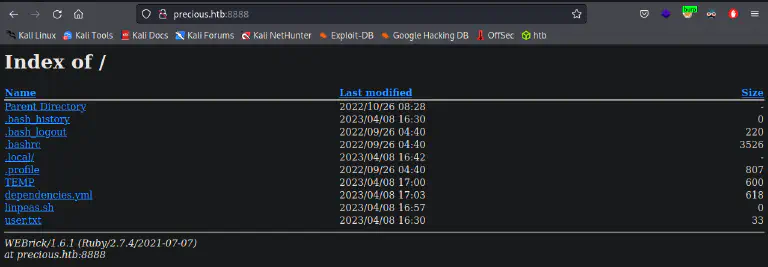 precious.htb:8888
Kali Linux Kali Tools Kali Docs Kali Forums Kali NetHunter Exploit-DB Google Hacking DB OffSec htb
Index of /
Name Last modified Size
Parent Directory 2022/10/26 08:28 -
.bash_history 2023/04/08 16:30 0
.bash_logout 2022/09/26 04:40 220
.bashrc 2022/09/26 04:40 3526
.local/ 2023/04/08 16:42 -
.profile 2022/09/26 04:40 807
TEMP 2023/04/08 17:00 600
dependencies.yml 2023/04/08 17:03 618
linpeas.sh 2023/04/08 16:57 0
user.txt 2023/04/08 16:30 33
WEBrick/1.6.1 (Ruby/2.7.4/2021-07-07)
at precious.htb:8888